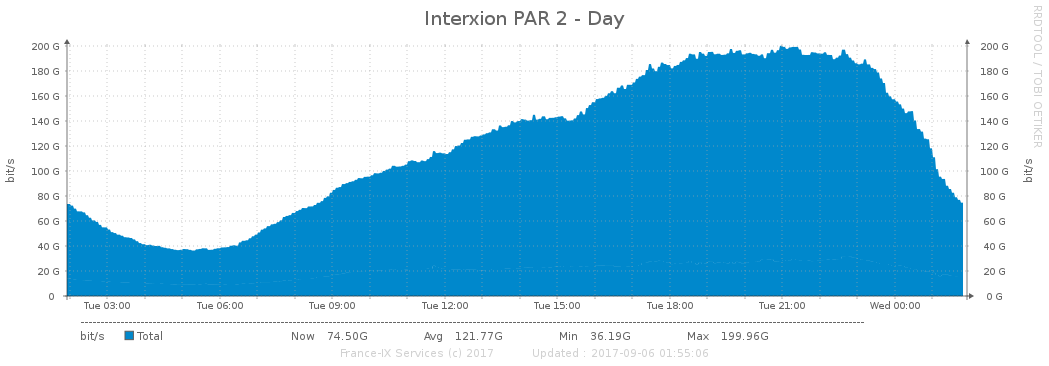 Interxion PAR 2 - Day
RRDTOOL / TOBI OETIKER
bit/s
200 G 200 G
180 G 180 G
160 G 160 G
140 G 140 G
120 G 120 G
100 G 100 G
80 G 80 G
60 G 60 G
40 G 40 G
20 G 20 G
0 0 G
bit/s
Tue 03:00 Tue 06:00 Tue 09:00 Tue 12:00 Tue 15:00 Tue 18:00 Tue 21:00 Wed 00:00
bit/s Total Now 74.50G Avg 121.77G Min 36.19G Max 199.96G
France-IX Services (c) 2017 Updated : 2017-09-06 01:55:06